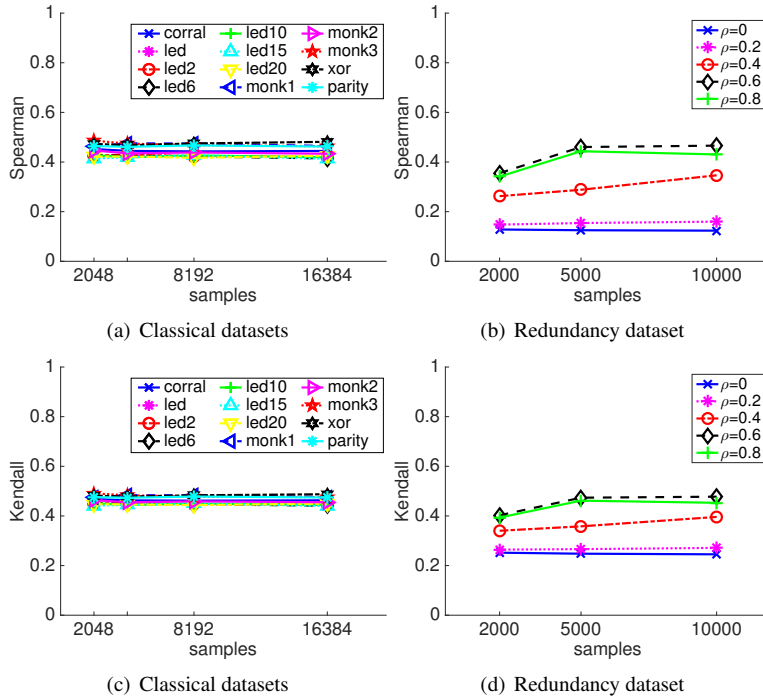 corral
led
led2
led6
led10
led15
led20
monk1
monk2
monk3
xor
parity
1
0.8
0.6
0.4
0.2
0
Spearman
2048
8192
16384
samples
(a) Classical datasets
ρ=0
ρ=0.2
ρ=0.4
ρ=0.6
ρ=0.8
1
0.8
0.6
0.4
0.2
0
Spearman
2000
5000
10000
samples
(b) Redundancy dataset
corral
led
led2
led6
led10
led15
led20
monk1
monk2
monk3
xor
parity
1
0.8
0.6
0.4
0.2
0
Kendall
2048
8192
16384
samples
(c) Classical datasets
ρ=0
ρ=0.2
ρ=0.4
ρ=0.6
ρ=0.8
1
0.8
0.6
0.4
0.2
0
Kendall
2000
5000
10000
samples
(d) Redundancy dataset